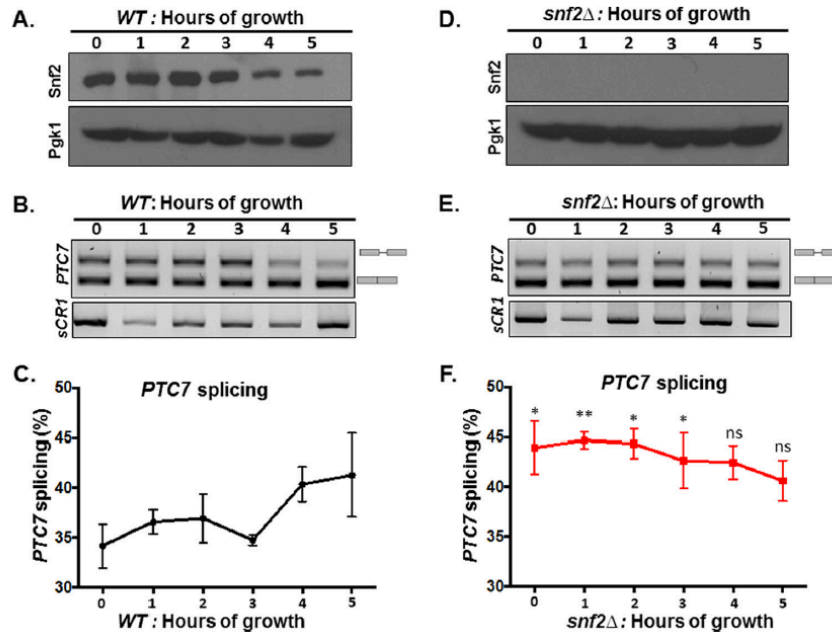 A.
WT : Hours of growth
0 1 2 3 4 5
Snf2
Pgk1
B.
WT: Hours of growth
0 1 2 3 4 5
PTC7
sCR1
C.
PTC7 splicing
PTC7 splicing (%)
50
45
40
35
30
0 1 2 3 4 5
WT : Hours of growth
D.
snf2Δ : Hours of growth
0 1 2 3 4 5
Snf2
Pgk1
E.
snf2Δ: Hours of growth
0 1 2 3 4 5
PTC7
sCR1
F.
PTC7 splicing
PTC7 splicing (%)
50
45
40
35
30
* ** * * ns ns
0 1 2 3 4 5
snf2Δ : Hours of growth